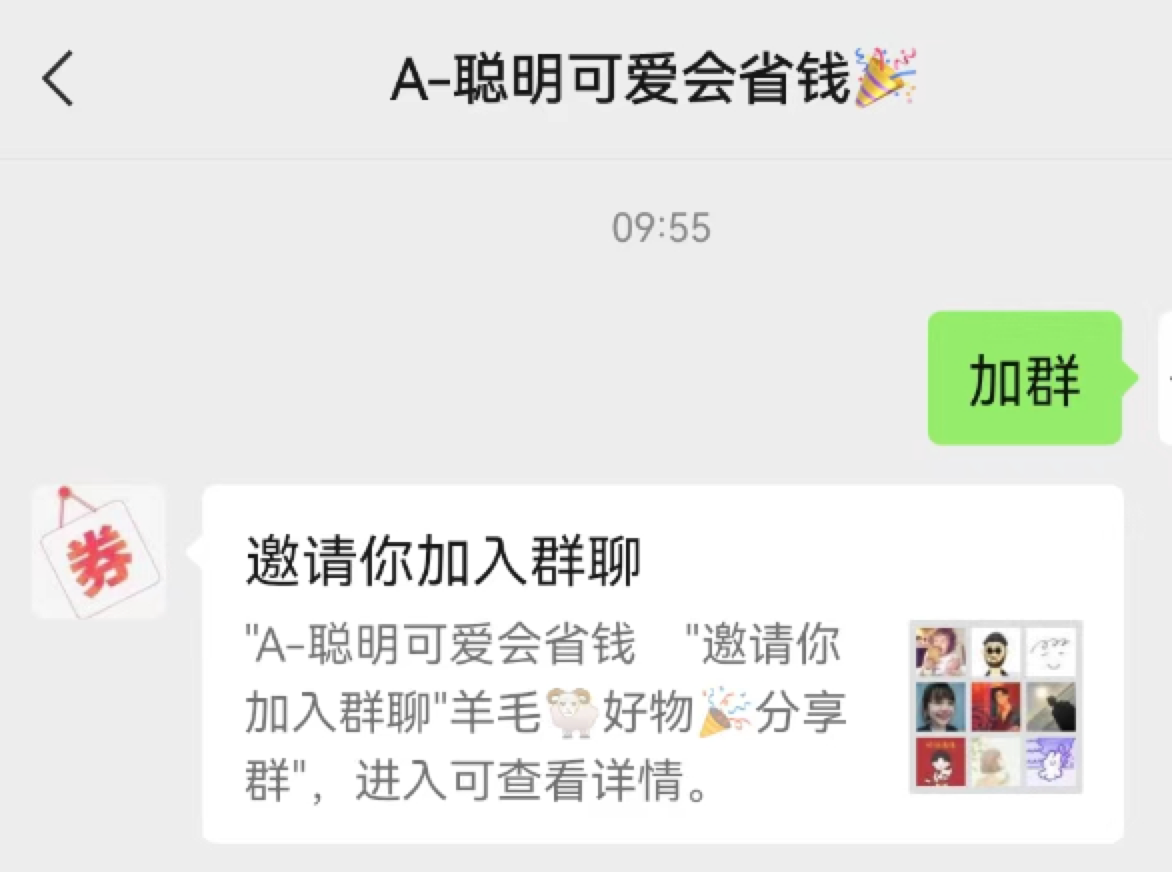 A-聪明可爱会省钱🎉
09:55
加群
券
邀请你加入群聊
"A-聪明可爱会省钱 "邀请你
加入群聊"羊毛🐏好物🎉分享
群"，进入可查看详情。